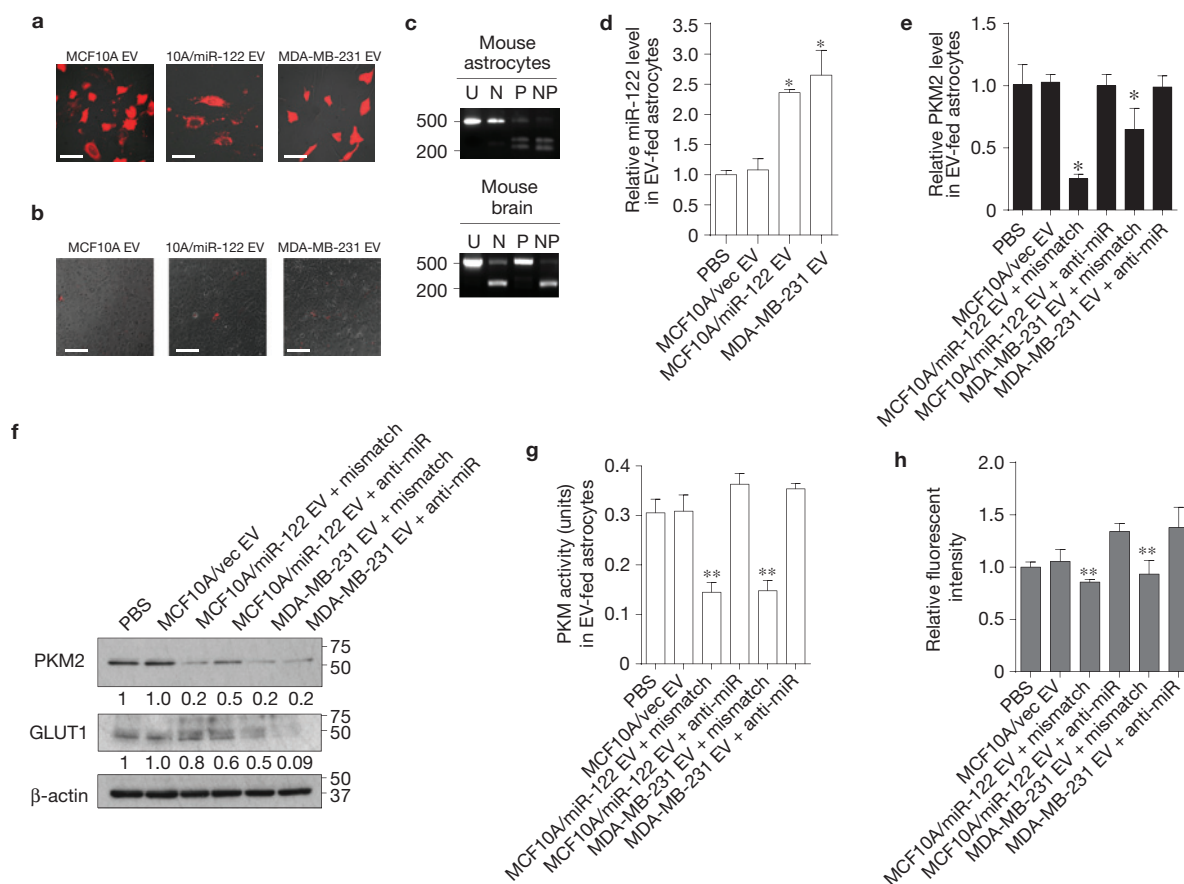 a
MCF10A EV 10A/miR-122 EV MDA-MB-231 EV
b
MCF10A EV 10A/miR-122 EV MDA-MB-231 EV
c
Mouse
astrocytes
U N P NP
500
200
Mouse
brain
U N P NP
500
200
d
Relative miR-122 level
in EV-fed astrocytes
3.5
3.0
2.5
2.0
1.5
1.0
0.5
0
* *
PBS
MCF10A/vec EV
MCF10A/miR-122 EV
MDA-MB-231 EV
e
Relative PKM2 level
in EV-fed astrocytes
1.5
1.0
0.5
0
* *
PBS
MCF10A/vec EV
MCF10A/miR-122 EV + mismatch
MCF10A/miR-122 EV + anti-miR
MDA-MB-231 EV + mismatch
MDA-MB-231 EV + anti-miR
f
PBS
MCF10A/vec EV
MCF10A/miR-122 EV + mismatch
MCF10A/miR-122 EV + anti-miR
MDA-MB-231 EV + mismatch
MDA-MB-231 EV + anti-miR
PKM2
75
50
1 1.0 0.2 0.5 0.2 0.2
GLUT1
75
50
1 1.0 0.8 0.6 0.5 0.09
β-actin
50
37
g
PKM activity (units)
in EV-fed astrocytes
0.4
0.3
0.2
0.1
0
** **
PBS
MCF10A/vec EV
MCF10A/miR-122 EV + mismatch
MCF10A/miR-122 EV + anti-miR
MDA-MB-231 EV + mismatch
MDA-MB-231 EV + anti-miR
h
Relative fluorescent
intensity
2.0
1.5
1.0
0.5
0
** **
PBS
MCF10A/vec EV
MCF10A/miR-122 EV + mismatch
MCF10A/miR-122 EV + anti-miR
MDA-MB-231 EV + mismatch
MDA-MB-231 EV + anti-miR